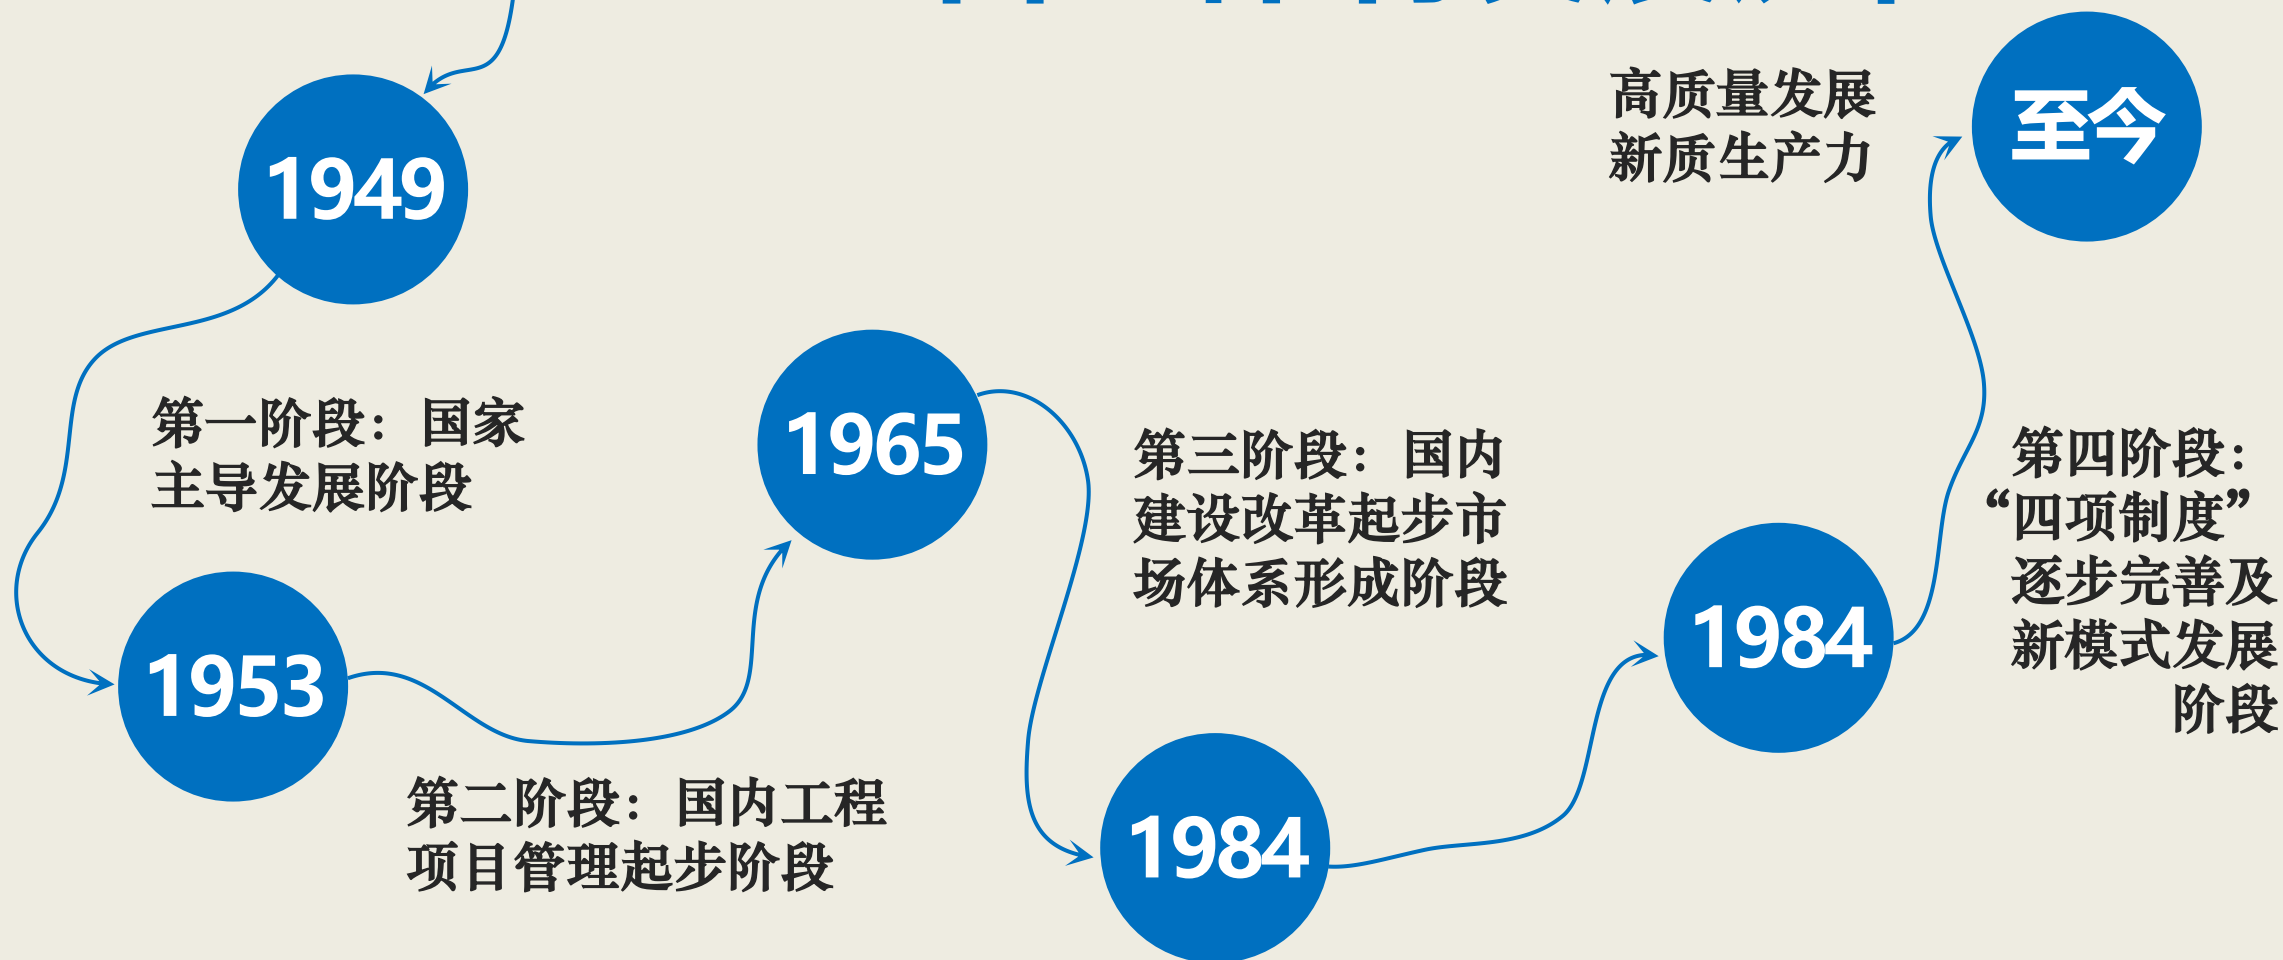 1949
第一阶段：国家
主导发展阶段
1953
第二阶段：国内工程
项目管理起步阶段
1965
第三阶段：国内
建设改革起步市
场体系形成阶段
1984
1984
第四阶段：
“四项制度”
逐步完善及
新模式发展
阶段
高质量发展
新质生产力
至今